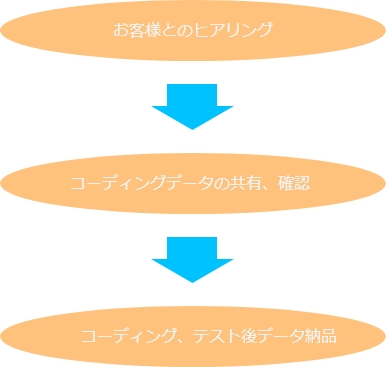 お客様とのヒアリング
コーディングデータの共有、確認
コーディング、テスト後データ納品